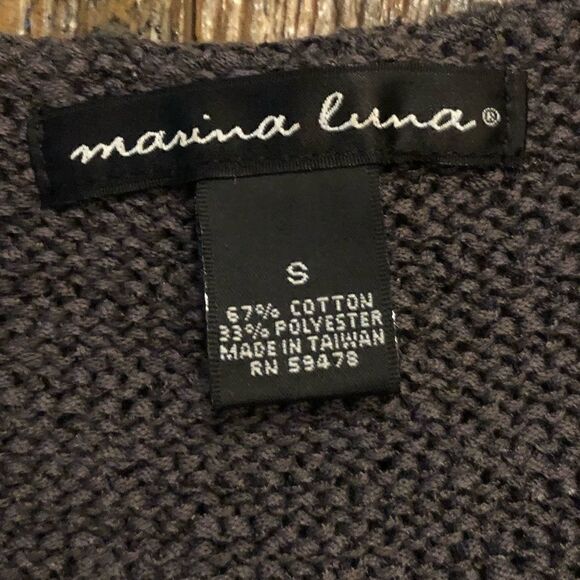 marina luna®
S
67% COTTON
33% POLYESTER
MADE IN TAIWAN
RN 59478